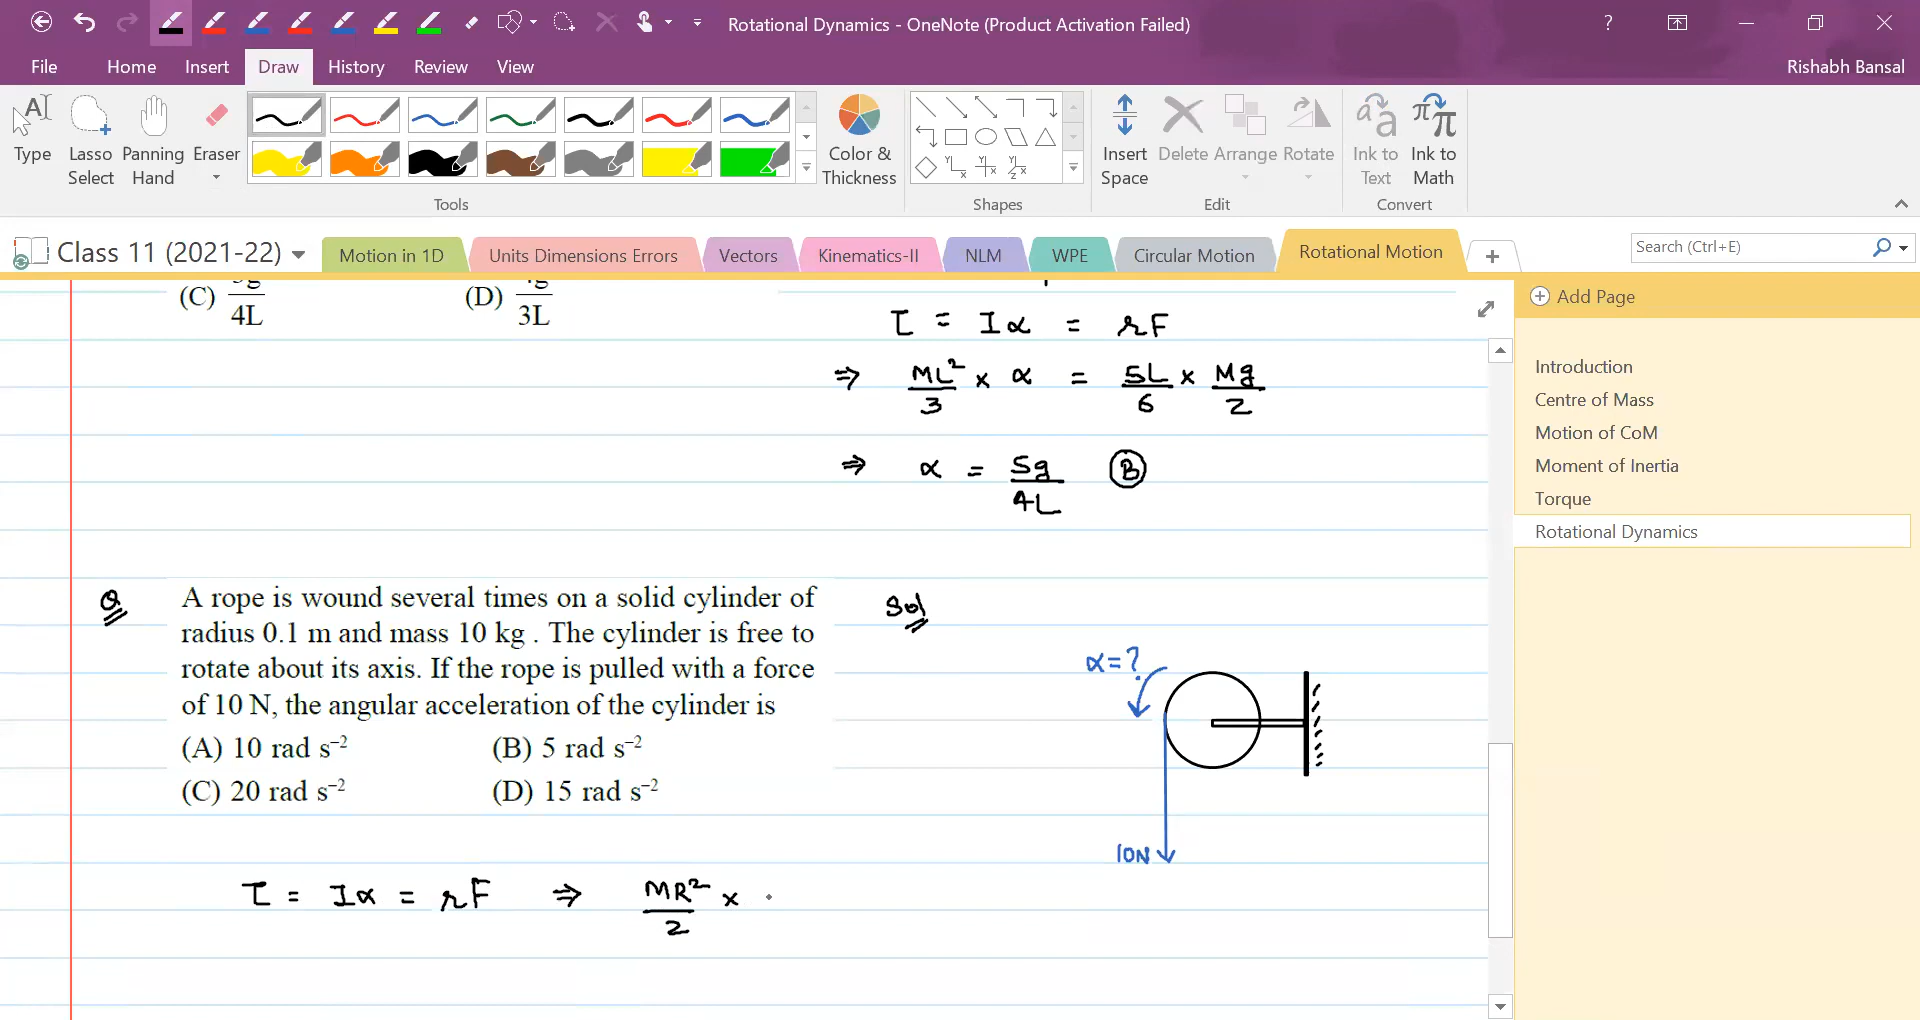 Rotational Dynamics - OneNote (Product Activation Failed)
?
File Home Insert Draw History Review View
Rishabh Bansal
Type
Lasso Select
Panning Hand
Eraser
Tools
Color & Thickness
Shapes
Insert Space
Delete
Arrange
Rotate
Edit
Ink to Text
Ink to Math
Convert
Class 11 (2021-22)
Motion in 1D
Units Dimensions Errors
Vectors
Kinematics-II
NLM
WPE
Circular Motion
Rotational Motion
Search (Ctrl+E)
Add Page
Introduction
Centre of Mass
Motion of CoM
Moment of Inertia
Torque
Rotational Dynamics
(C) 4L (D) 3L
τ = Iα = rF
⇒ ML²/3 × α = 5L/6 × Mg/2
⇒ α = 5g/4L Ⓑ
Q
A rope is wound several times on a solid cylinder of
radius 0.1 m and mass 10 kg . The cylinder is free to
rotate about its axis. If the rope is pulled with a force
of 10 N, the angular acceleration of the cylinder is
(A) 10 rad s⁻² (B) 5 rad s⁻²
(C) 20 rad s⁻² (D) 15 rad s⁻²
Sol
α=?
10N
τ = Iα = rF ⇒ MR²/2 ×